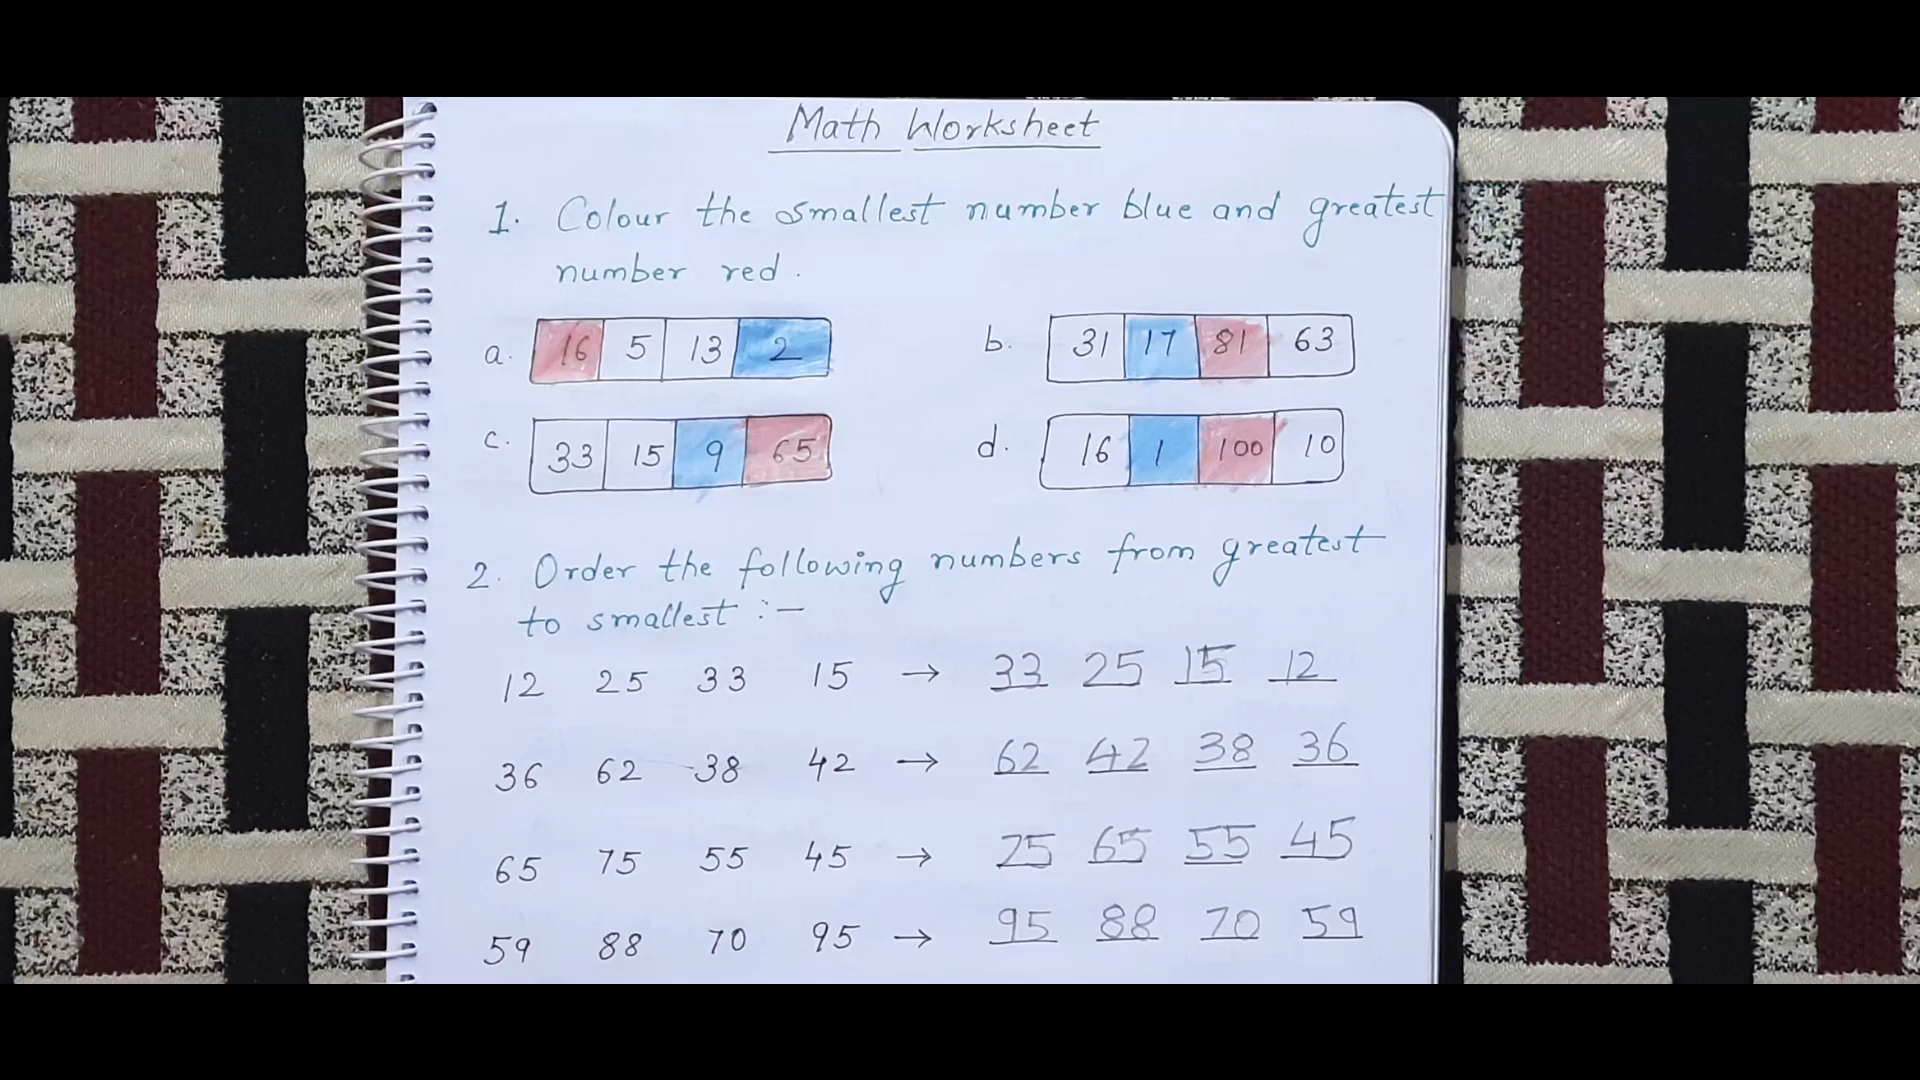 Math Worksheet
1. Colour the smallest number blue and greatest
number red.
a. 16 5 13 2 b. 31 17 81 63
c. 33 15 9 65 d. 16 1 100 10
2. Order the following numbers from greatest
to smallest :-
12 25 33 15 → 33 25 15 12
36 62 38 42 → 62 42 38 36
65 75 55 45 → 75 65 55 45
59 88 70 95 → 95 88 70 59